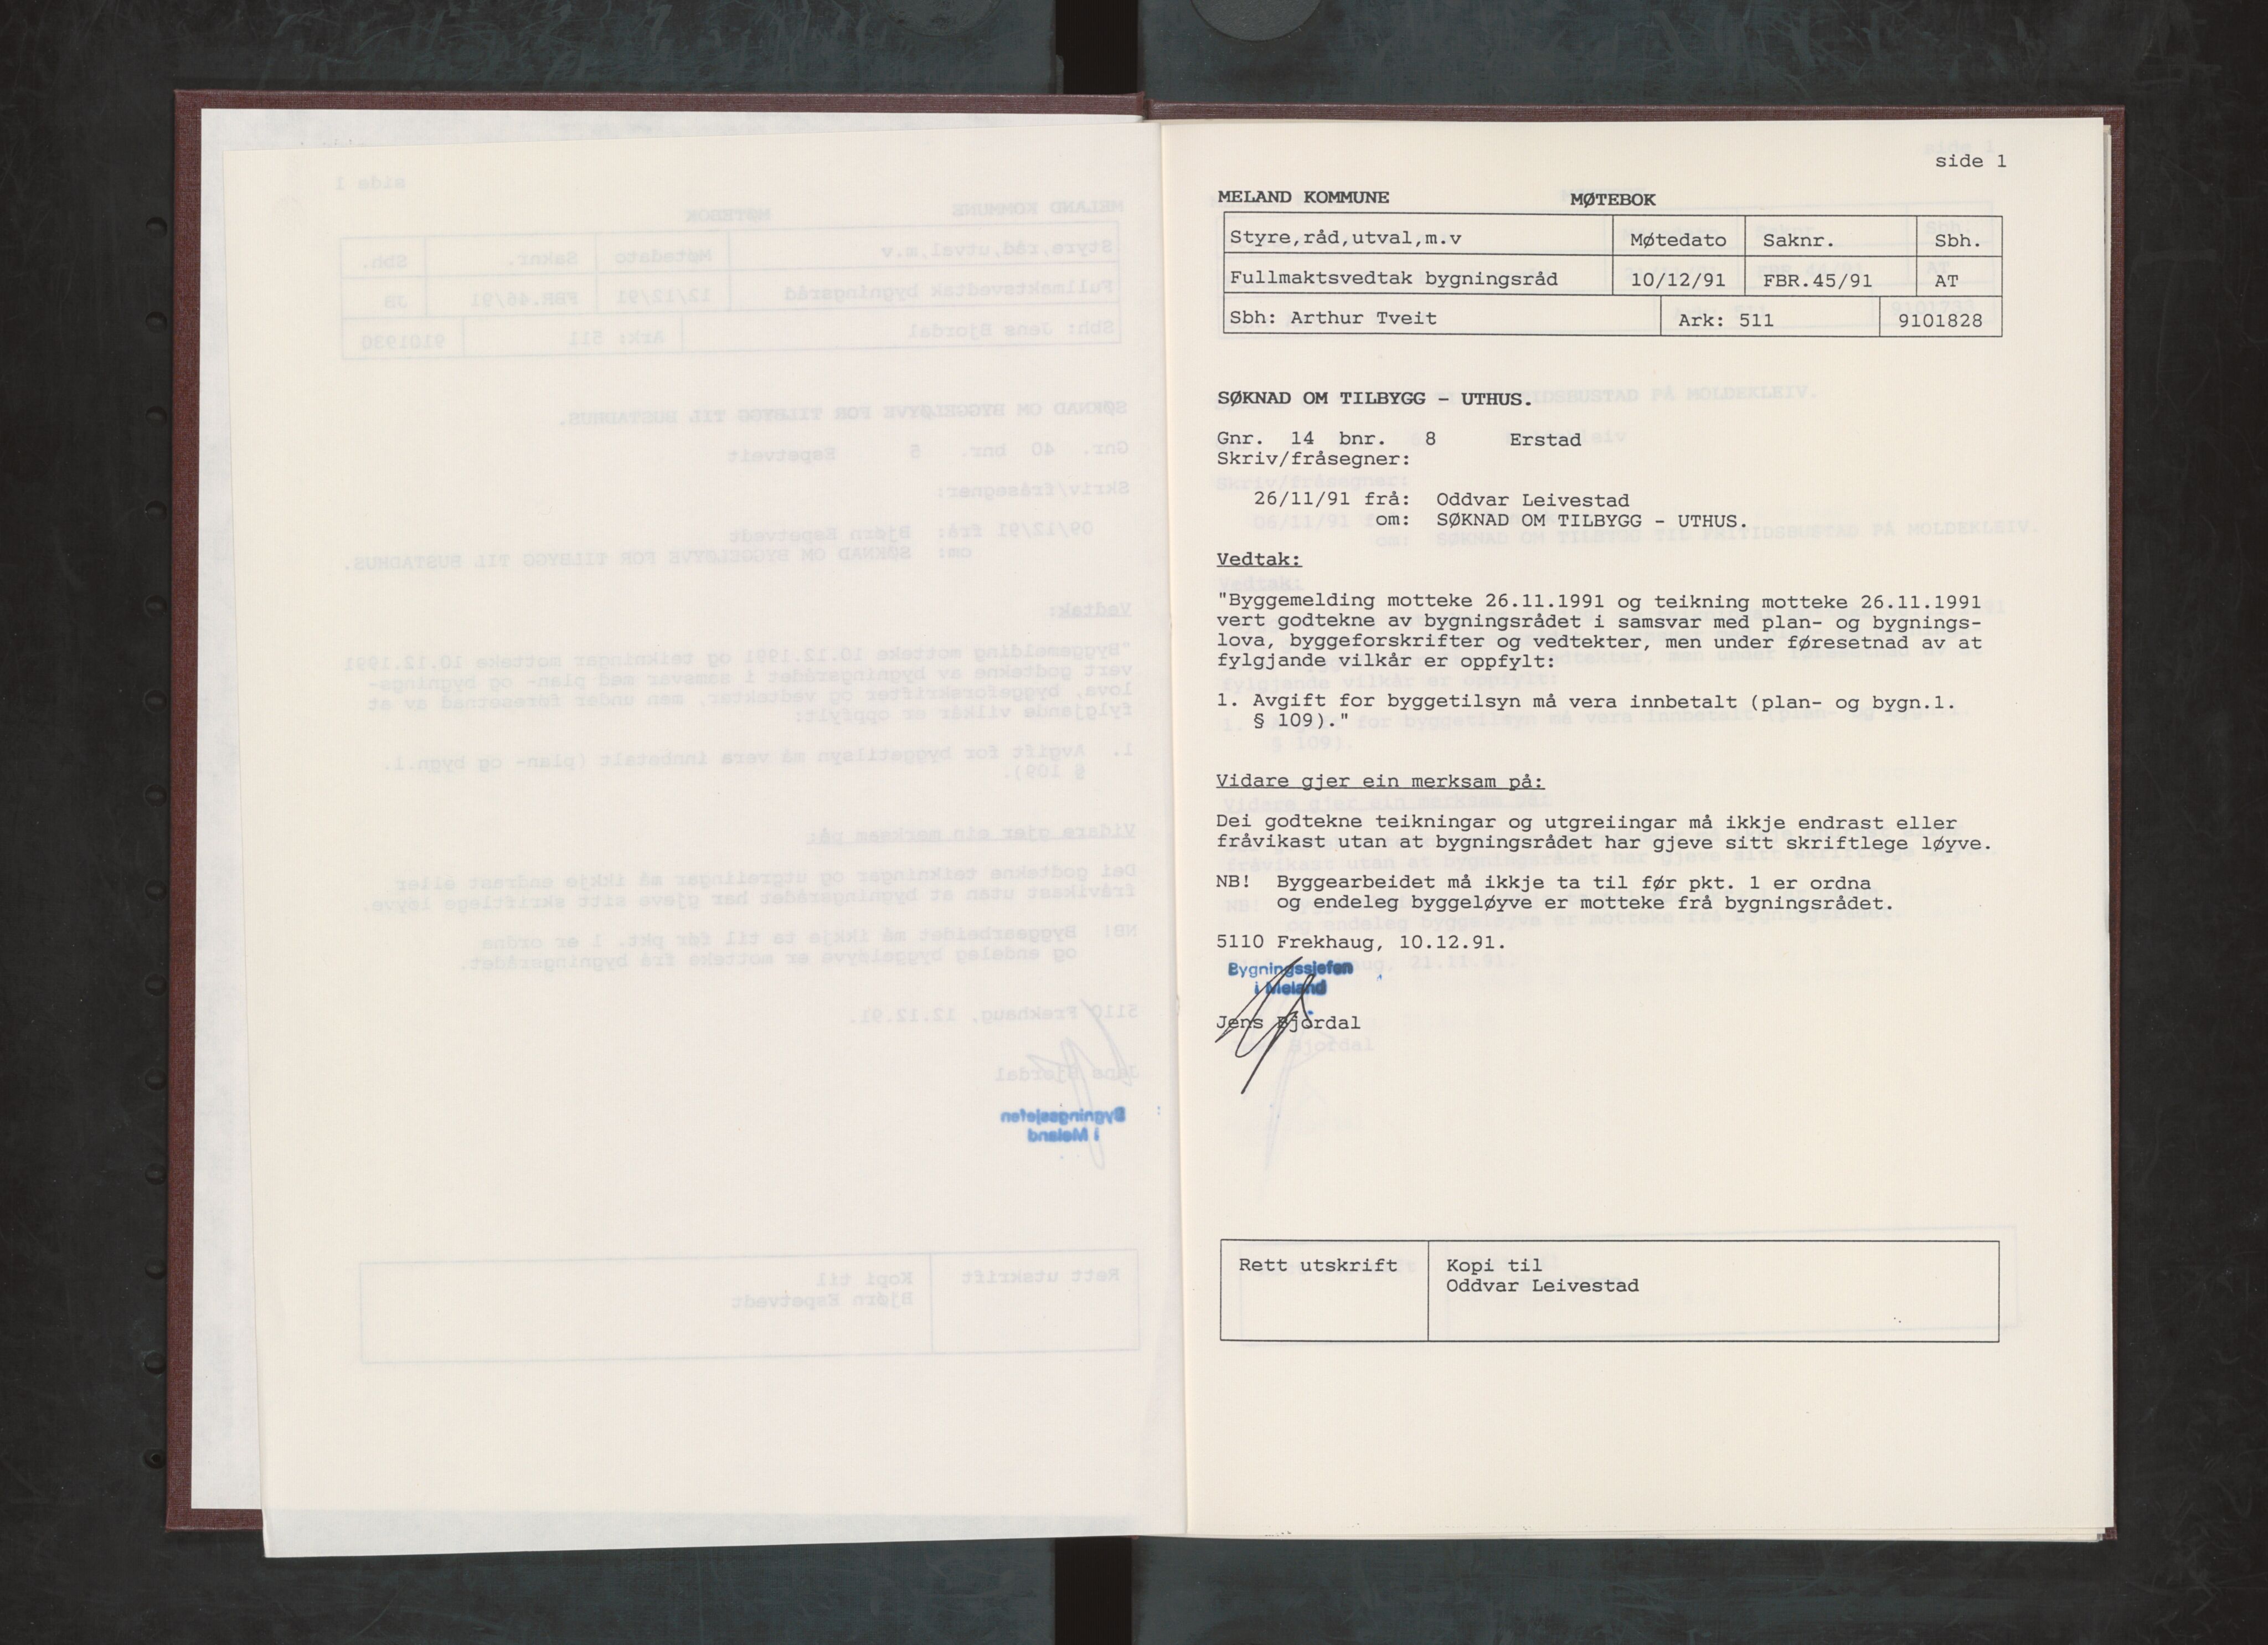 side 1
MELAND KOMMUNE MØTEBOK
Styre,råd,utval,m.v Møtedato Saknr. Sbh.
Fullmaktsvedtak bygningsråd 10/12/91 FBR.45/91 AT
Sbh: Arthur Tveit Ark: 511 9101828
SØKNAD OM TILBYGG - UTHUS.
Gnr. 14 bnr. 8 Erstad
Skriv/fråsegner:
26/11/91 frå: Oddvar Leivestad
om: SØKNAD OM TILBYGG - UTHUS.
Vedtak:
"Byggemelding motteke 26.11.1991 og teikning motteke 26.11.1991
vert godtekne av bygningsrådet i samsvar med plan- og bygnings-
lova, byggeforskrifter og vedtekter, men under føresetnad av at
fylgjande vilkår er oppfylt:
1. Avgift for byggetilsyn må vera innbetalt (plan- og bygn.l.
§ 109)."
Vidare gjer ein merksam på:
Dei godtekne teikningar og utgreiingar må ikkje endrast eller
fråvikast utan at bygningsrådet har gjeve sitt skriftlege løyve.
NB! Byggearbeidet må ikkje ta til før pkt. 1 er ordna
og endeleg byggeløyve er motteke frå bygningsrådet.
5110 Frekhaug, 10.12.91.
Bygningssjefen
i Meland
Jens Bjordal
Rett utskrift Kopi til
Oddvar Leivestad